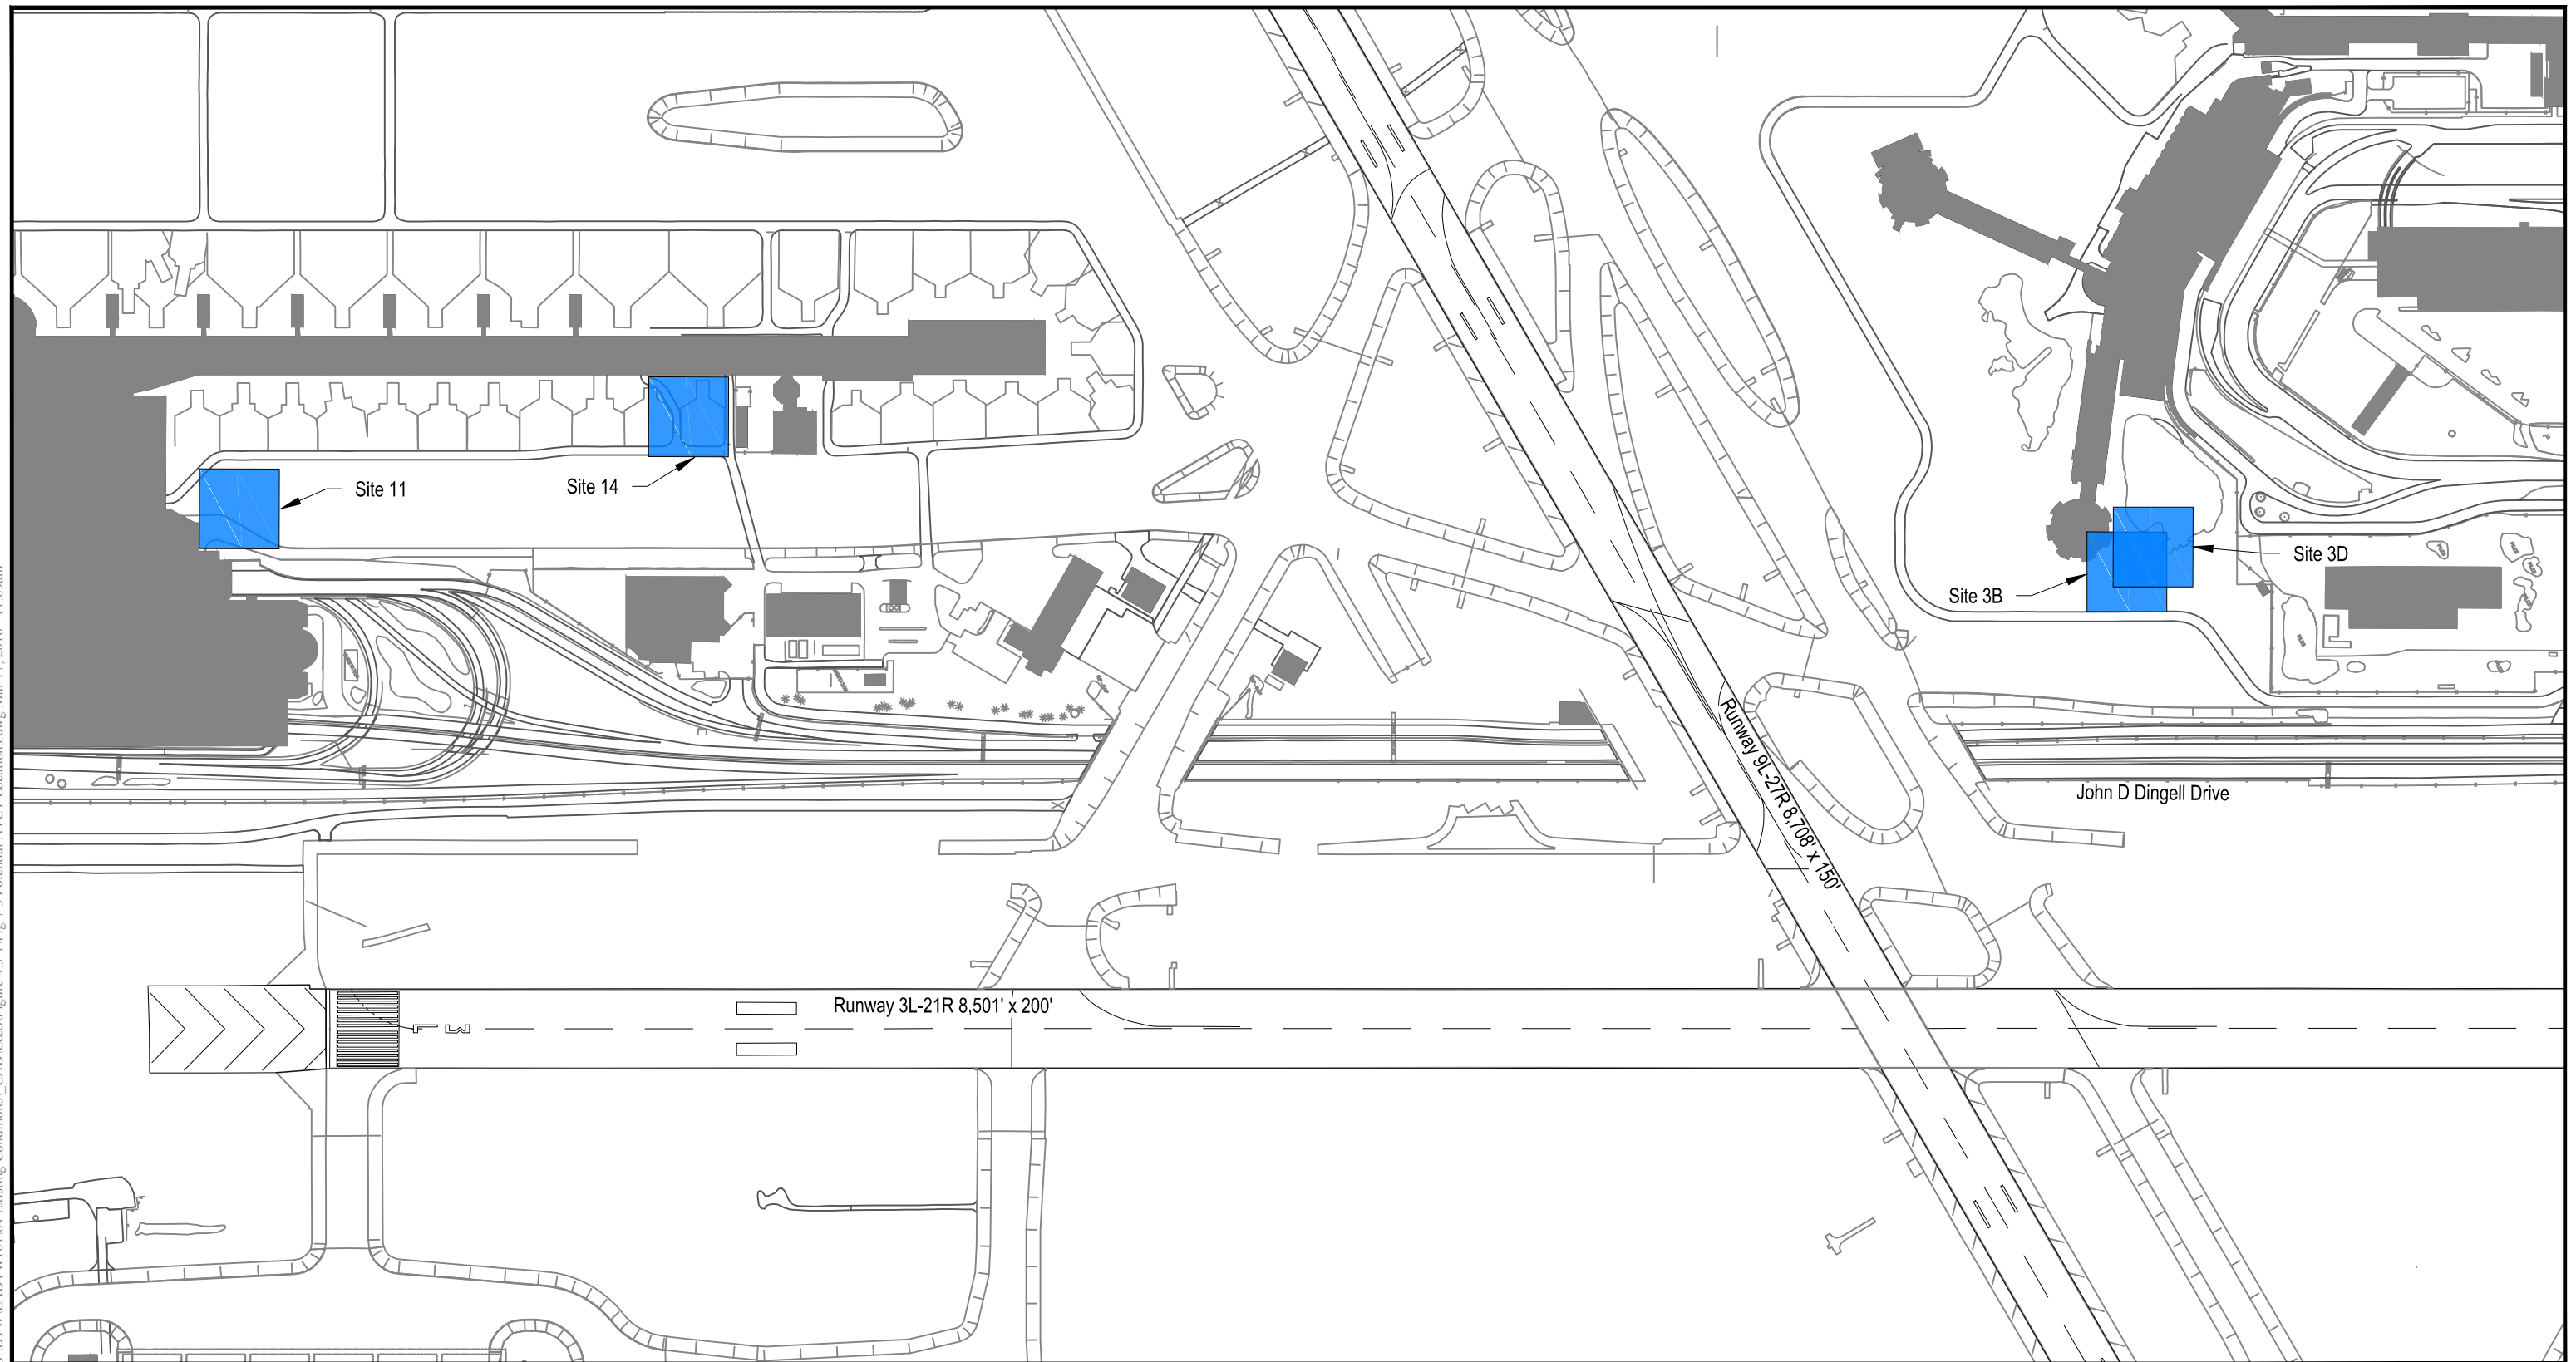 Site 14
Site 11
Site 3D
Site 3B
Runway 9L-27R 8,708' x 150'
John D Dingell Drive
Runway 3L-21R 8,501' x 200'
3L